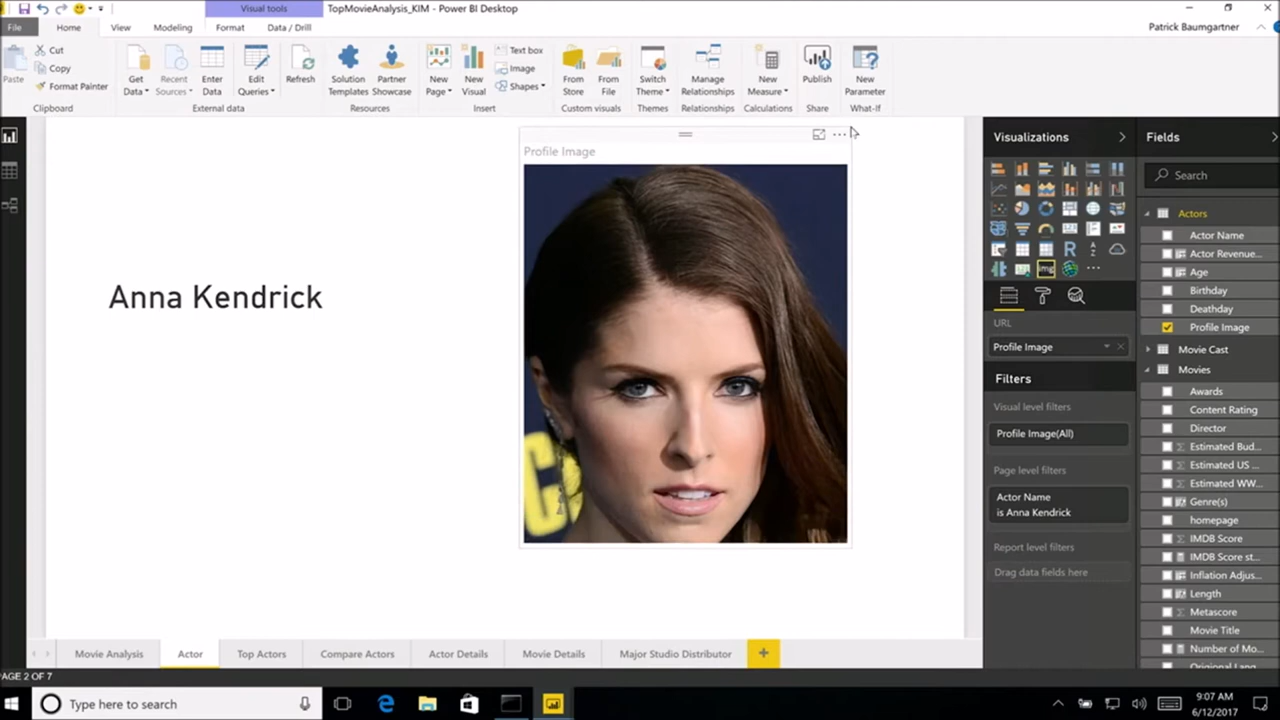 Visual tools
TopMovieAnalysis_KIM - Power BI Desktop
File
Home
View
Modeling
Format
Data / Drill
Patrick Baumgartner
Paste
Cut
Copy
Format Painter
Clipboard
Get Data
Recent Sources
Enter Data
Edit Queries
External data
Refresh
Solution Templates
Partner Showcase
Resources
New Page
New Visual
Text box
Image
Shapes
Insert
From Store
From File
Custom visuals
Switch Theme
Themes
Manage Relationships
Relationships
New Measure
Calculations
Publish
Share
New Parameter
What-If
Anna Kendrick
Profile Image
C
Visualizations
R
img
URL
Profile Image
Filters
Visual level filters
Profile Image(All)
Page level filters
Actor Name
is Anna Kendrick
Report level filters
Drag data fields here
Fields
Search
Actors
Actor Name
Actor Revenue...
Age
Birthday
Deathday
Profile Image
Movie Cast
Movies
Awards
Content Rating
Director
Estimated Bud...
Estimated US ...
Estimated WW...
Genre(s)
homepage
IMDB Score
IMDB Score st...
Inflation Adjus...
Length
Metascore
Movie Title
Number of Mo...
Origional Lang
Movie Analysis
Actor
Top Actors
Compare Actors
Actor Details
Movie Details
Major Studio Distributor
PAGE 2 OF 7
Type here to search
9:07 AM
6/12/2017